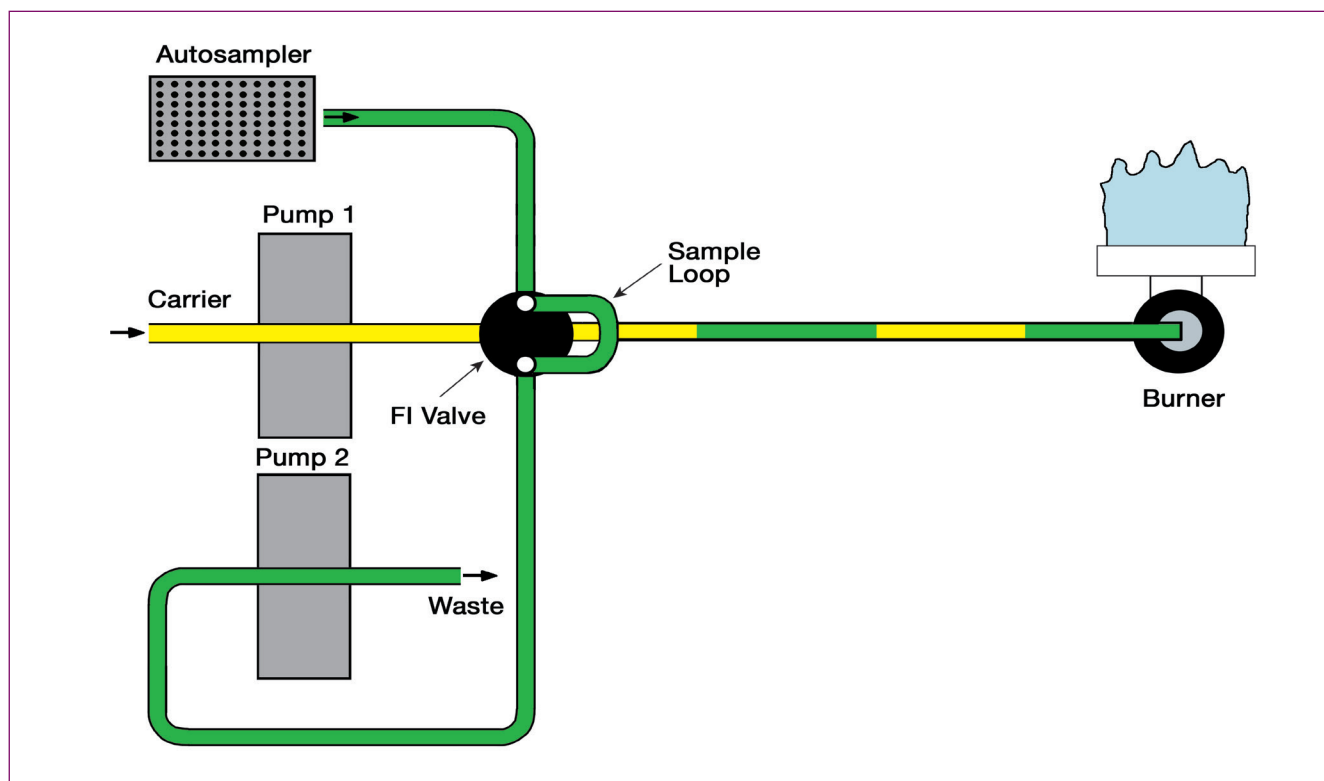 Autosampler
Pump 1
Sample
Loop
Carrier
FI Valve
Burner
Pump 2
Waste